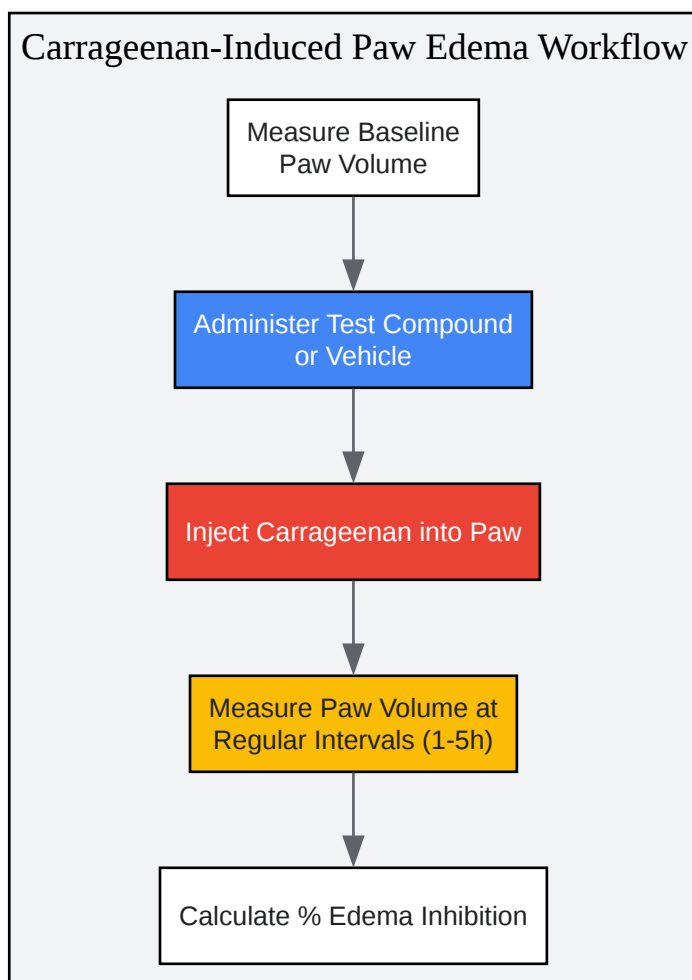 Carrageenan-Induced Paw Edema Workflow
Measure Baseline
Paw Volume
Administer Test Compound
or Vehicle
Inject Carrageenan into Paw
Measure Paw Volume at
Regular Intervals (1-5h)
Calculate % Edema Inhibition